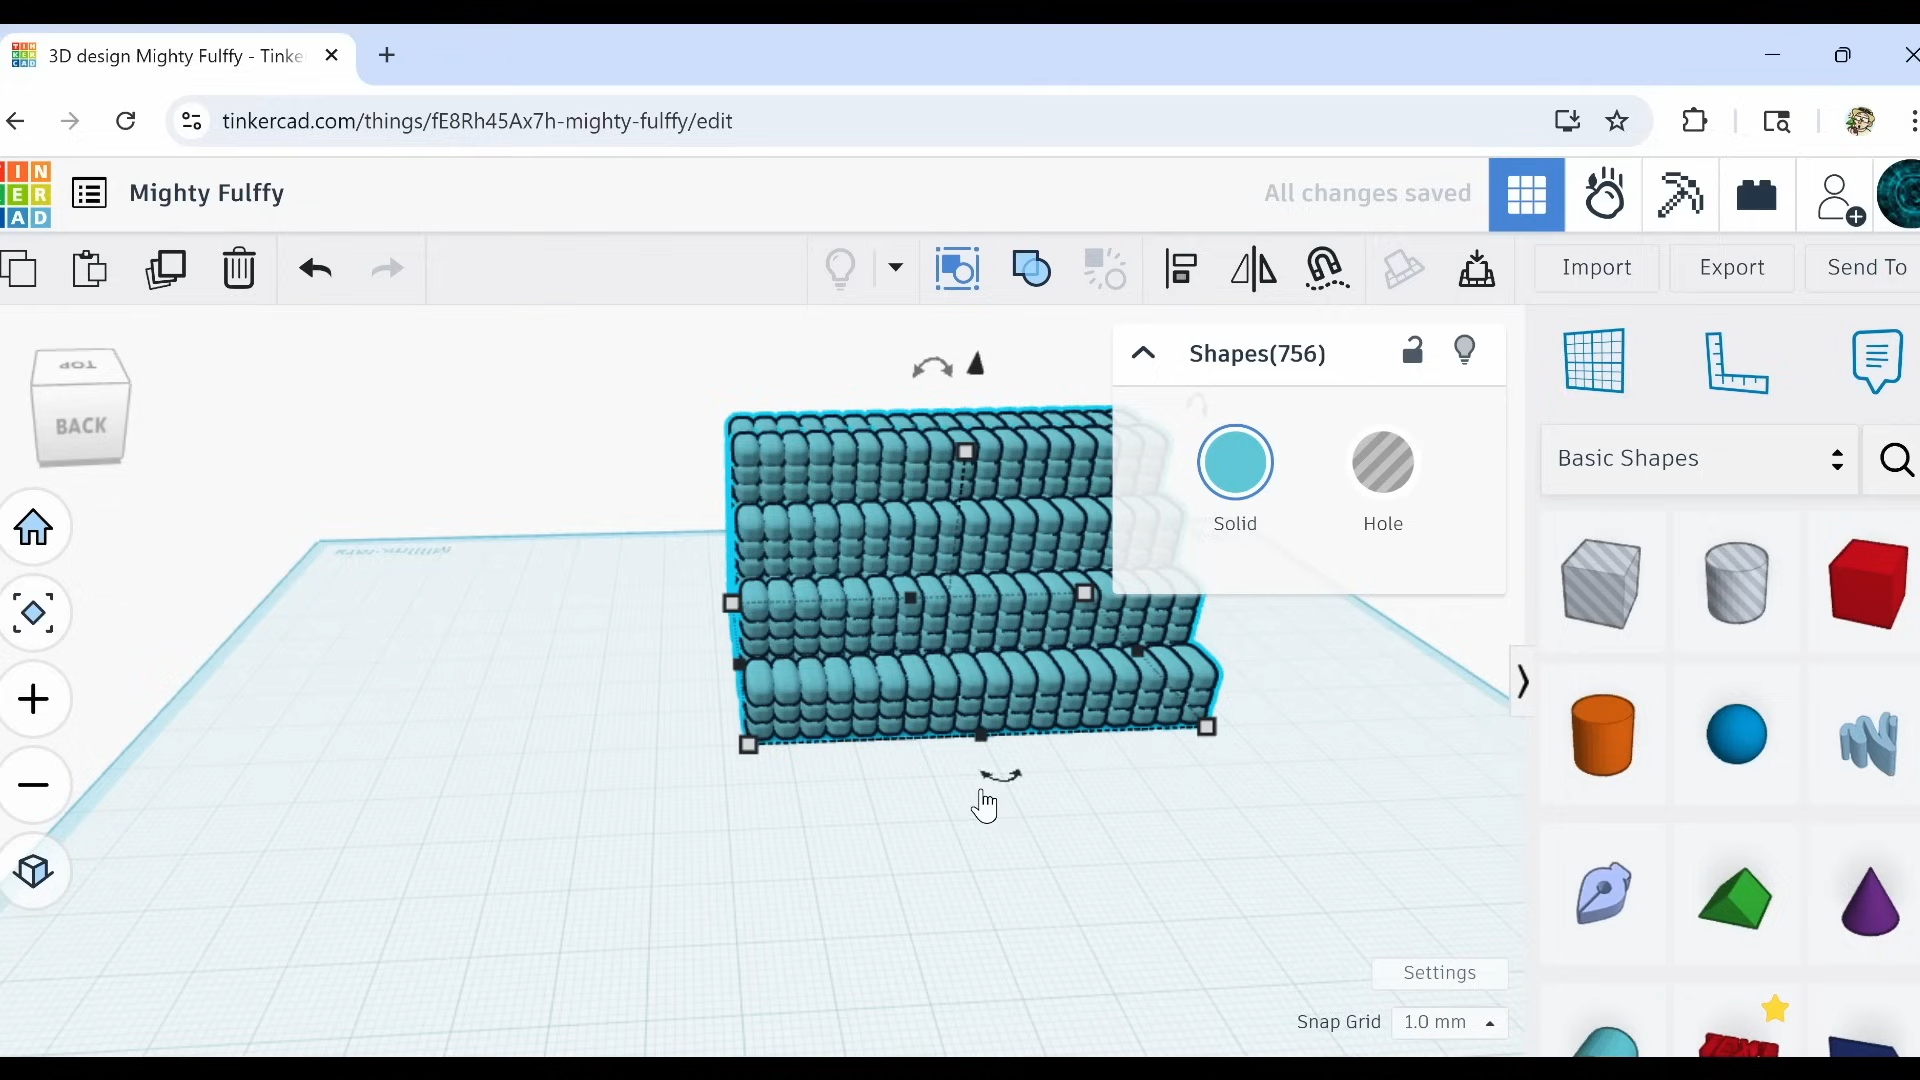 3D design Mighty Fulffy - Tinke
tinkercad.com/things/fE8Rh45Ax7h-mighty-fulffy/edit
TIN
KER
CAD
Mighty Fulffy
All changes saved
Import
Export
Send To
TOP
BACK
Shapes(756)
Solid
Hole
Basic Shapes
Settings
Snap Grid
1.0 mm